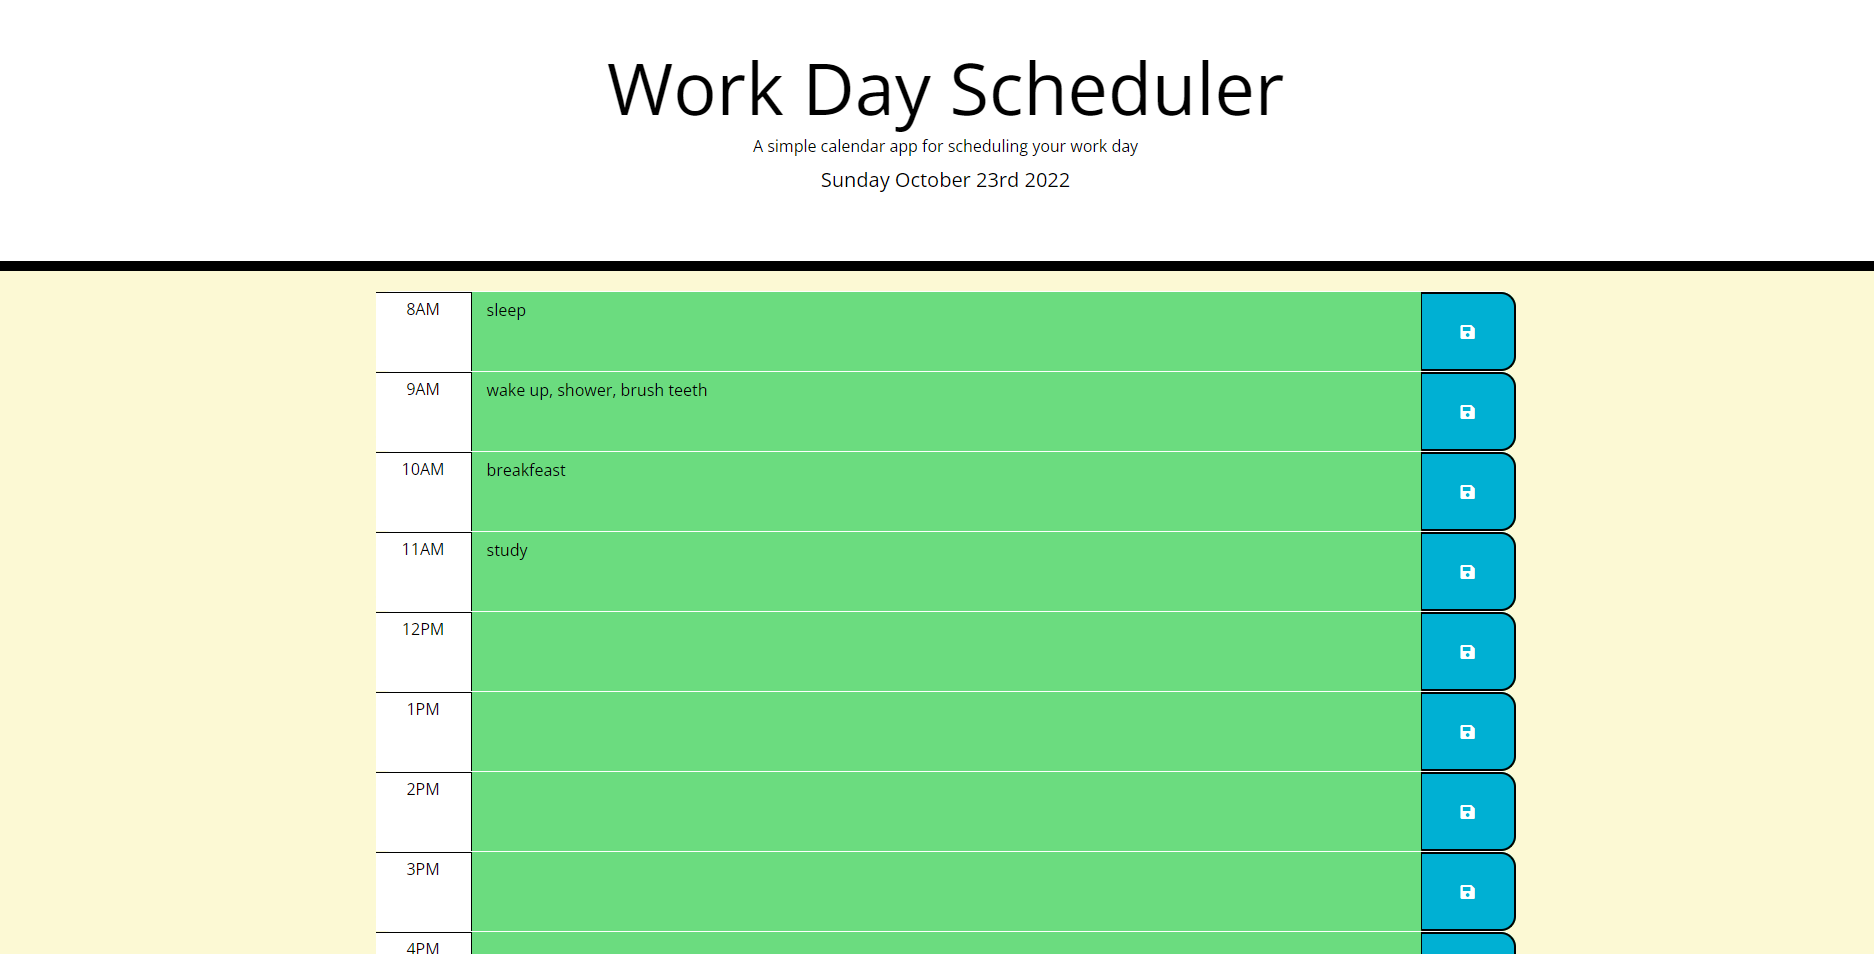 Work Day Scheduler
A simple calendar app for scheduling your work day
Sunday October 23rd 2022
8AM sleep
9AM wake up, shower, brush teeth
10AM breakfeast
11AM study
12PM
1PM
2PM
3PM
4PM